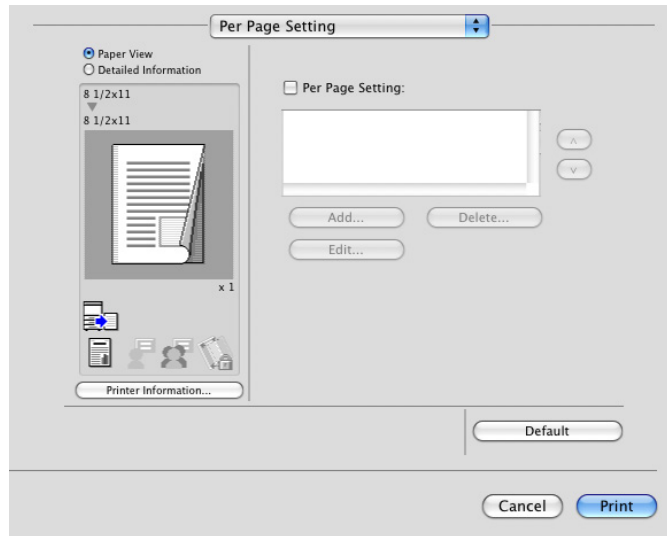 Per Page Setting
Paper View
Detailed Information
8 1/2x11
8 1/2x11
x 1
Printer Information...
Per Page Setting:
Add...
Delete...
Edit...
Default
Cancel
Print